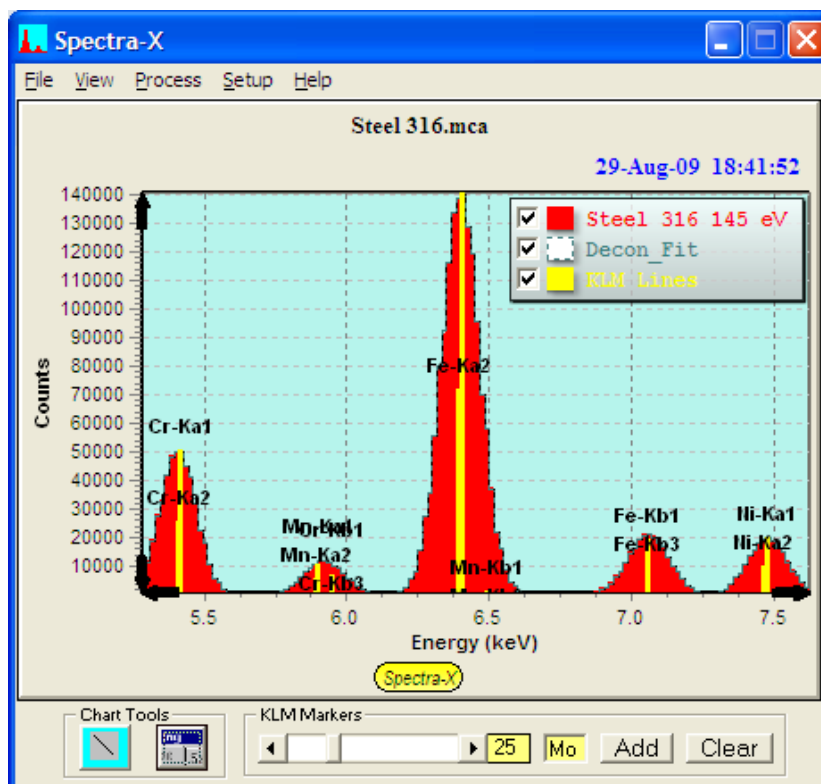 Spectra-X
File View Process Setup Help
Steel 316.mca
29-Aug-09 18:41:52
Steel 316 145 eV
Decon_Fit
KLM Lines
Counts
140000
130000
120000
110000
100000
90000
80000
70000
60000
50000
40000
30000
20000
10000
Cr-Ka1
Cr-Ka2
Mn-Ka1
Cr-Kb1
Mn-Ka2
Cr-Kb3
Fe-Ka2
Mn-Kb1
Fe-Kb1
Fe-Kb3
Ni-Ka1
Ni-Ka2
5.5 6.0 6.5 7.0 7.5
Energy (keV)
Spectra-X
Chart Tools
KLM Markers
25 Mo Add Clear